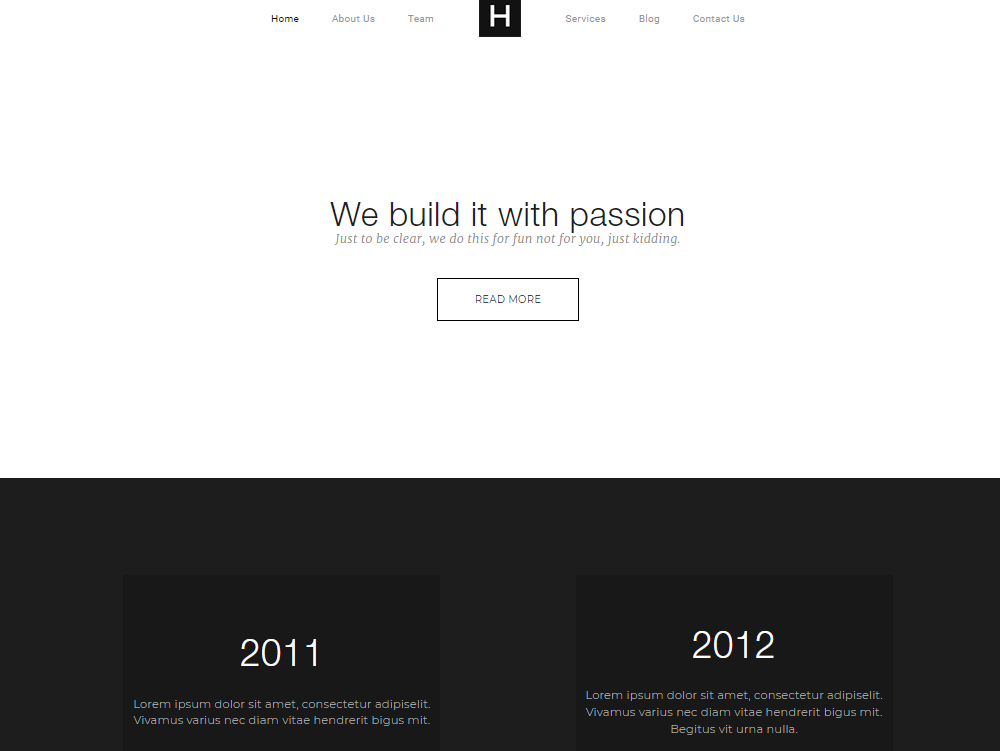 Home About Us Team H Services Blog Contact Us
We build it with passion
Just to be clear, we do this for fun not for you, just kidding.
READ MORE
2011
Lorem ipsum dolor sit amet, consectetur adipiselit.
Vivamus varius nec diam vitae hendrerit bigus mit.
2012
Lorem ipsum dolor sit amet, consectetur adipiselit.
Vivamus varius nec diam vitae hendrerit bigus mit.
Begitus vit urna nulla.